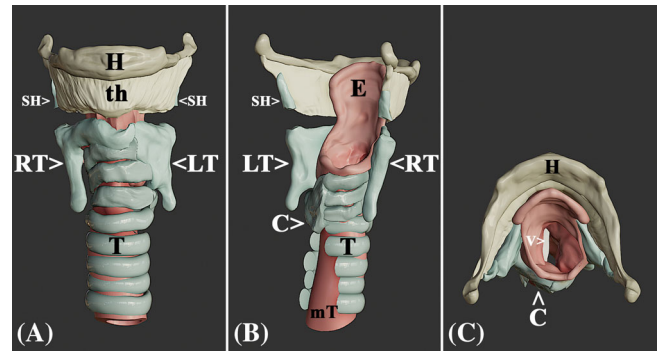 H
th
SH>
<SH
RT>
<LT
T
(A)
E
SH>
LT>
<RT
C>
T
mT
(B)
H
v>
^
C
(C)